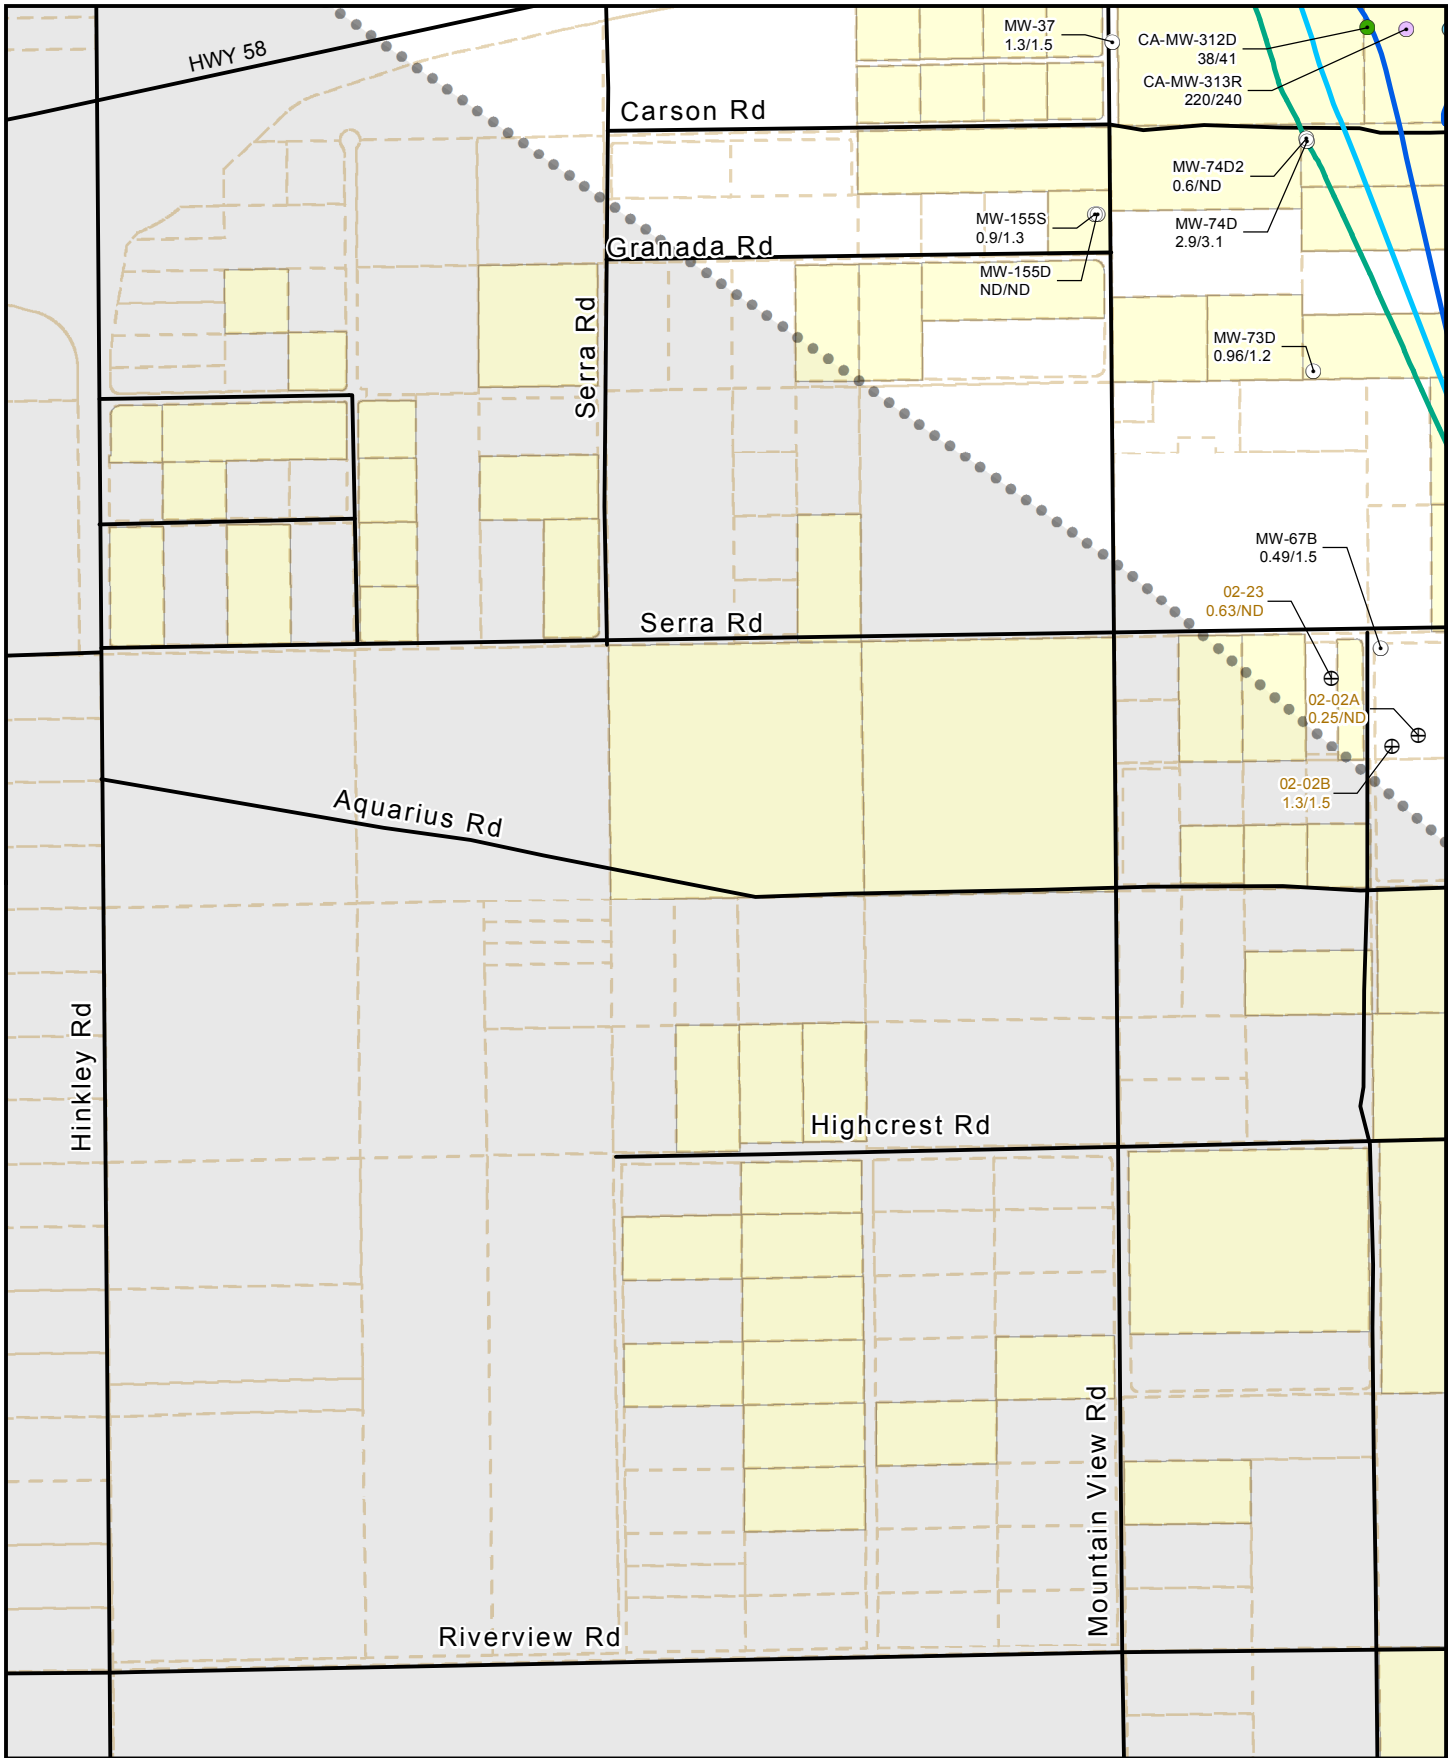 MW-37
1.3/1.5
CA-MW-312D
38/41
HWY 58
CA-MW-313R
220/240
Carson Rd
MW-74D2
0.6/ND
MW-155S
0.9/1.3
MW-74D
2.9/3.1
Granada Rd
MW-155D
ND/ND
Serra Rd
MW-73D
0.96/1.2
MW-67B
0.49/1.5
02-23
0.63/ND
Serra Rd
02-02A
0.25/ND
02-02B
1.3/1.5
Aquarius Rd
Hinkley Rd
Highcrest Rd
Mountain View Rd
Riverview Rd